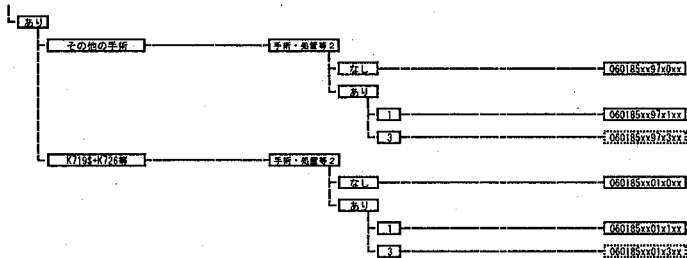 あり
その他の手術 手術・処置等2
なし 060185xx97x0xx
あり
1 060185xx97x1xx
3 060185xx97x3xx
K719$+K726等 手術・処置等2
なし 060185xx01x0xx
あり
1 060185xx01x1xx
3 060185xx01x3xx